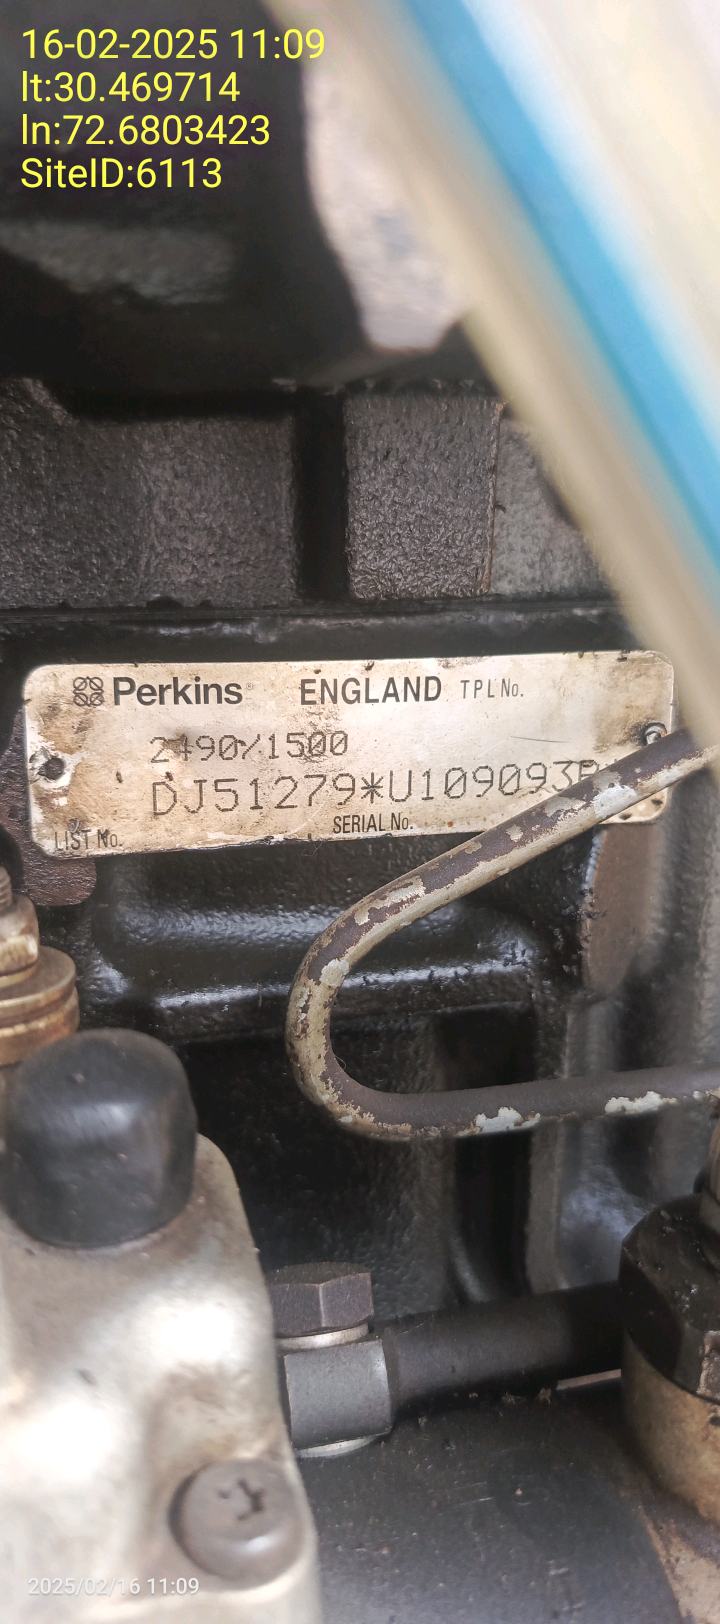 16-02-2025 11:09
lt:30.469714
ln:72.6803423
SiteID:6113
Perkins ENGLAND TPL No.
2490/1500
DJ51279*U109093
LIST No. SERIAL No.
2025/02/16 11:09